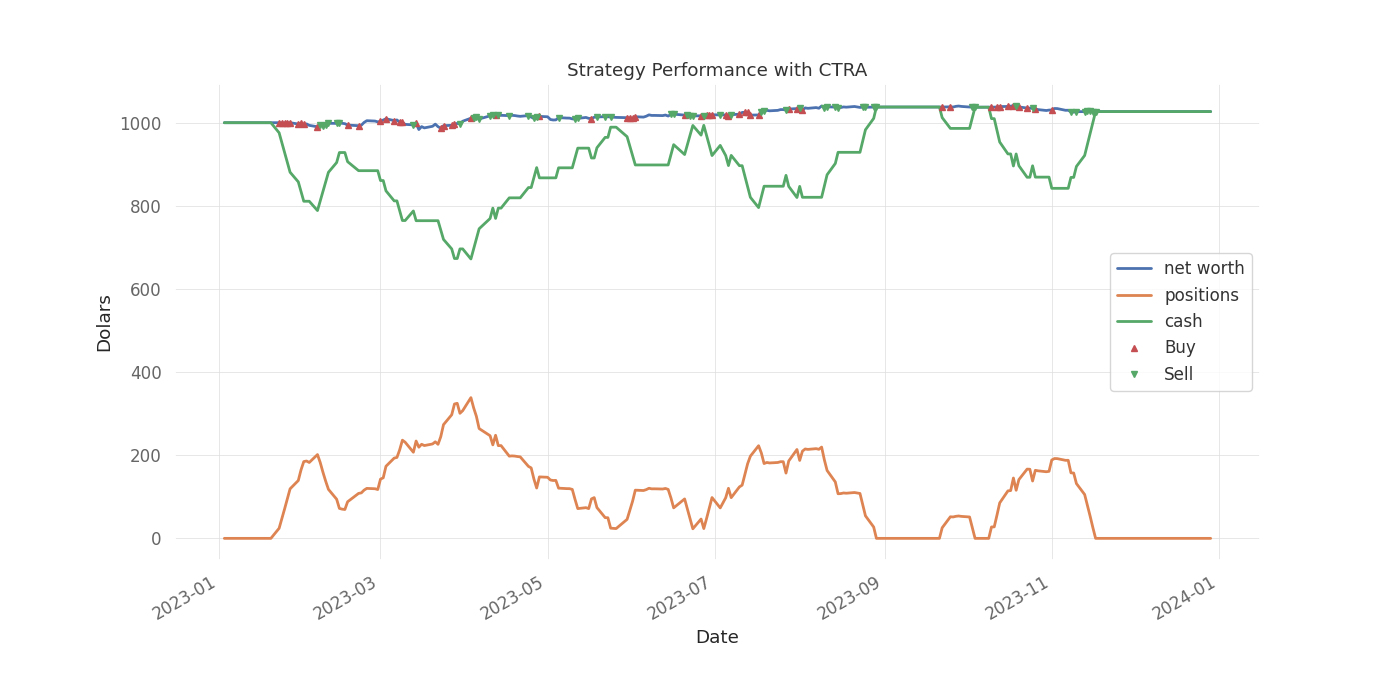 Strategy Performance with CTRA
Dolars
1000
800
600
400
200
0
net worth
positions
cash
Buy
Sell
2023-01
2023-03
2023-05
2023-07
2023-09
2023-11
2024-01
Date